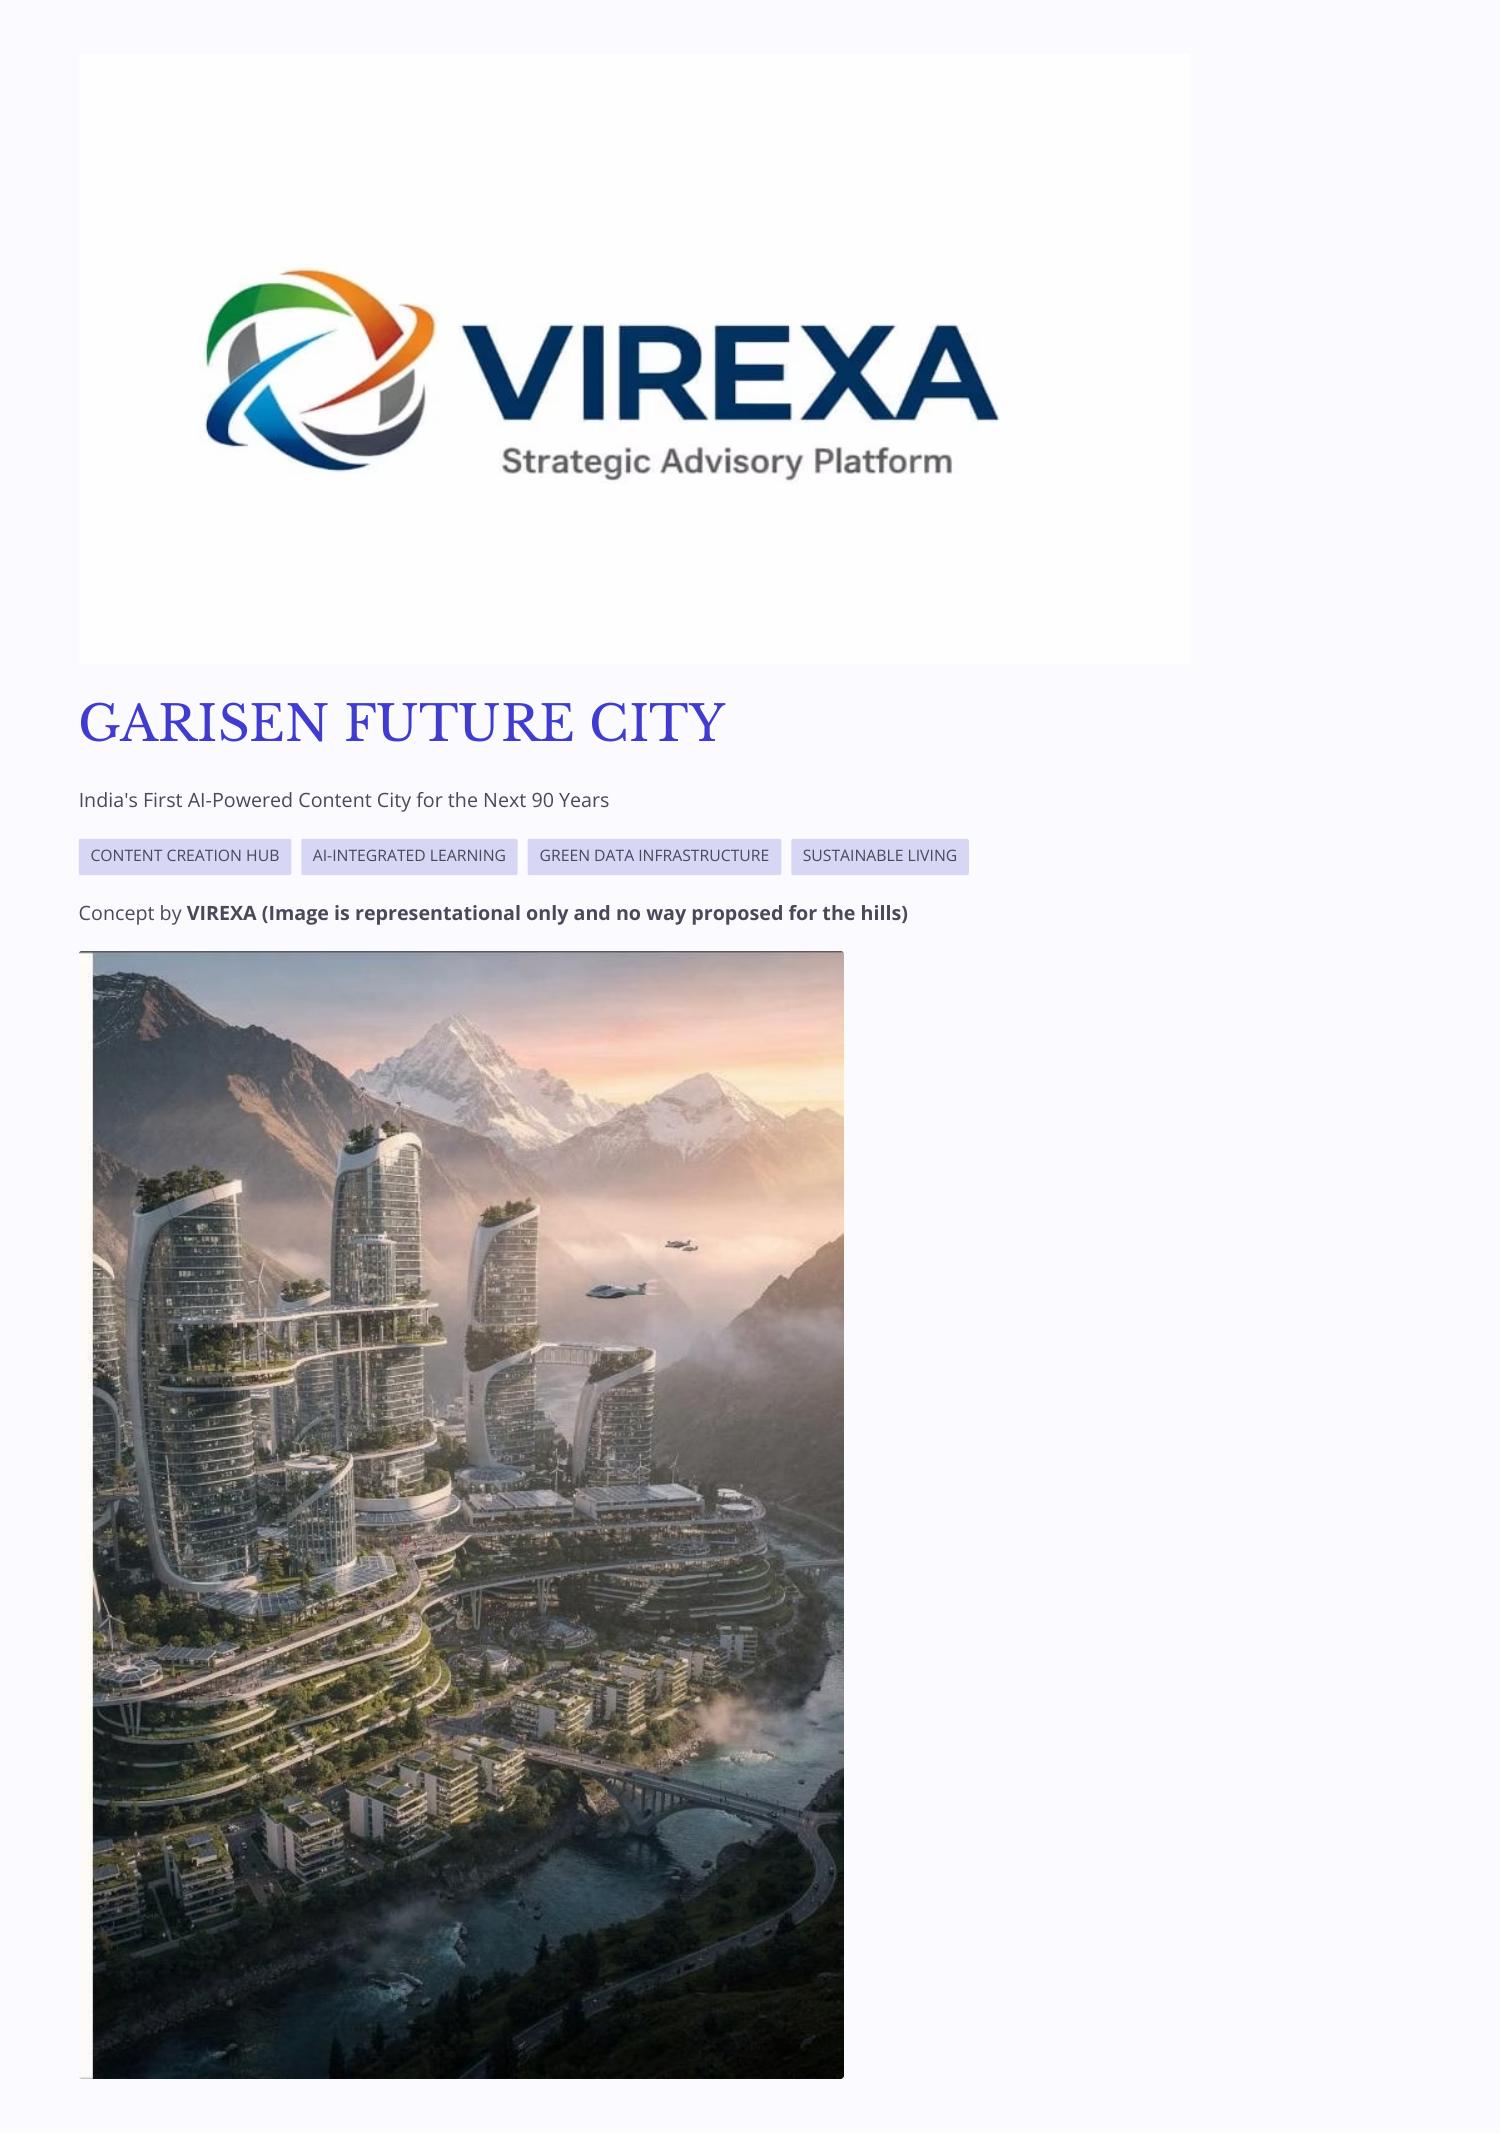 VIREXA
Strategic Advisory Platform
GARISEN FUTURE CITY
India's First AI-Powered Content City for the Next 90 Years
CONTENT CREATION HUB AI-INTEGRATED LEARNING GREEN DATA INFRASTRUCTURE SUSTAINABLE LIVING
Concept by VIREXA (Image is representational only and no way proposed for the hills)